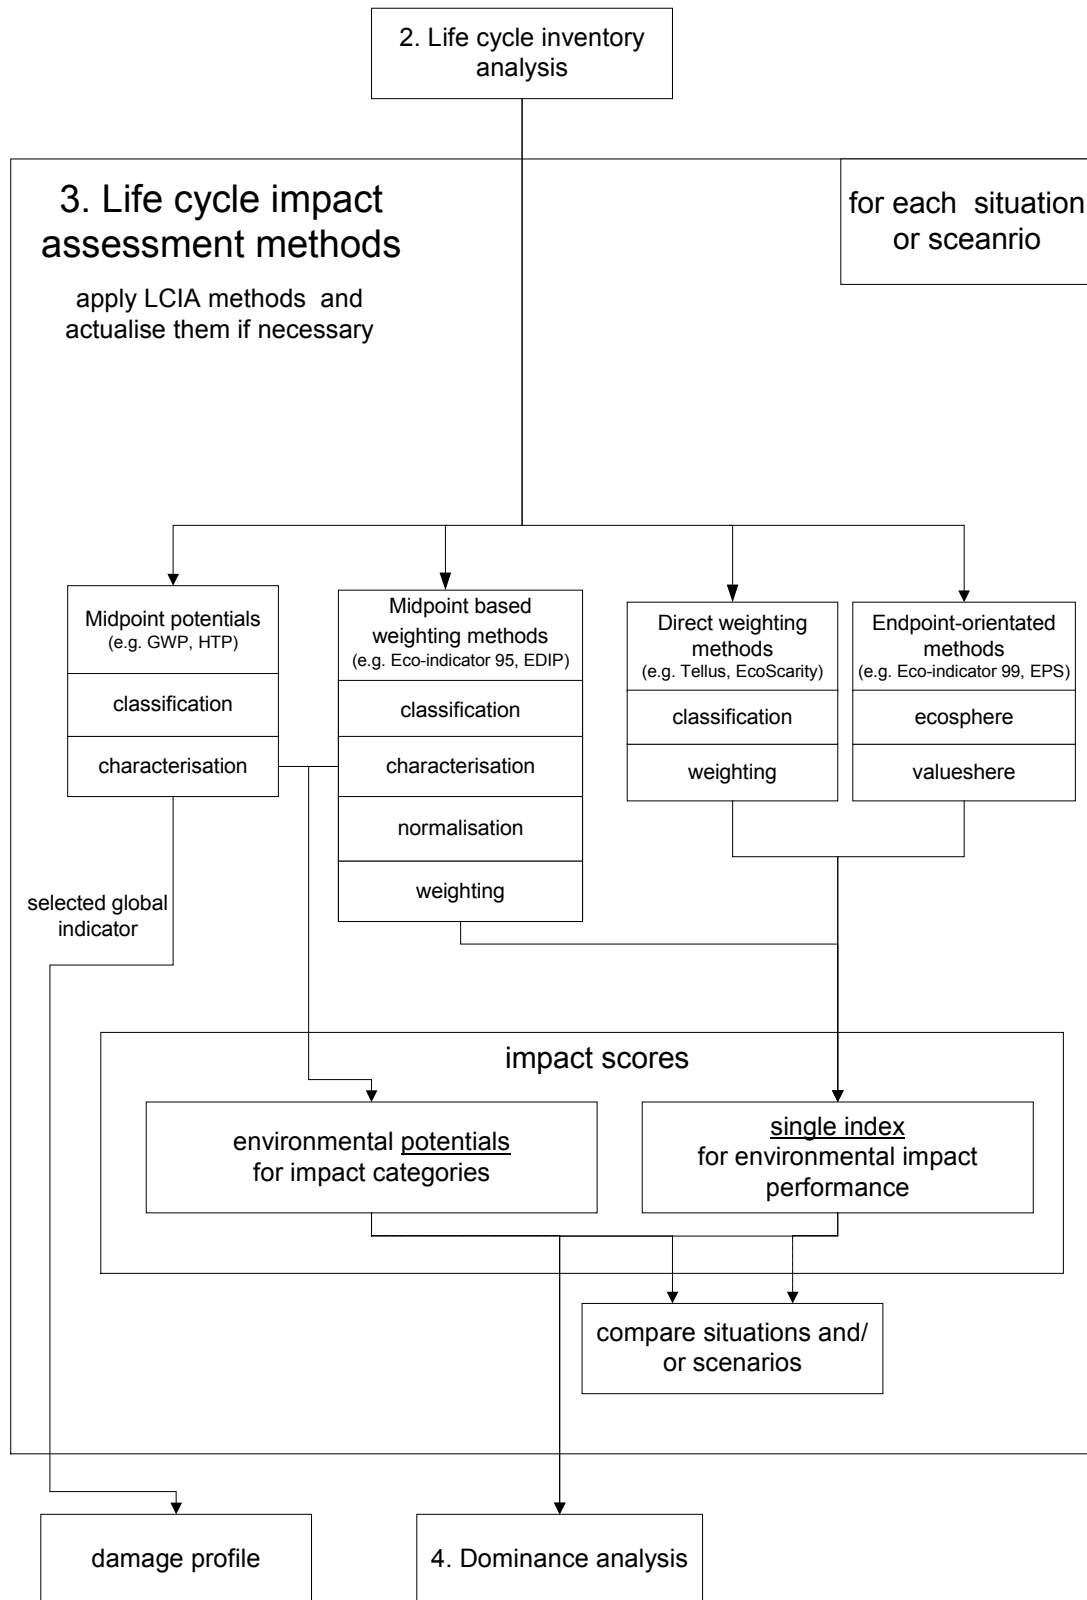 2. Life cycle inventory
analysis
3. Life cycle impact
assessment methods
apply LCIA methods and
actualise them if necessary
for each situation
or sceanrio
Midpoint potentials
(e.g. GWP, HTP)
classification
characterisation
Midpoint based
weighting methods
(e.g. Eco-indicator 95, EDIP)
classification
characterisation
normalisation
weighting
Direct weighting
methods
(e.g. Tellus, EcoScarity)
classification
weighting
Endpoint-orientated
methods
(e.g. Eco-indicator 99, EPS)
ecosphere
valueshere
selected global
indicator
impact scores
environmental potentials
for impact categories
single index
for environmental impact
performance
compare situations and/
or scenarios
damage profile
4. Dominance analysis